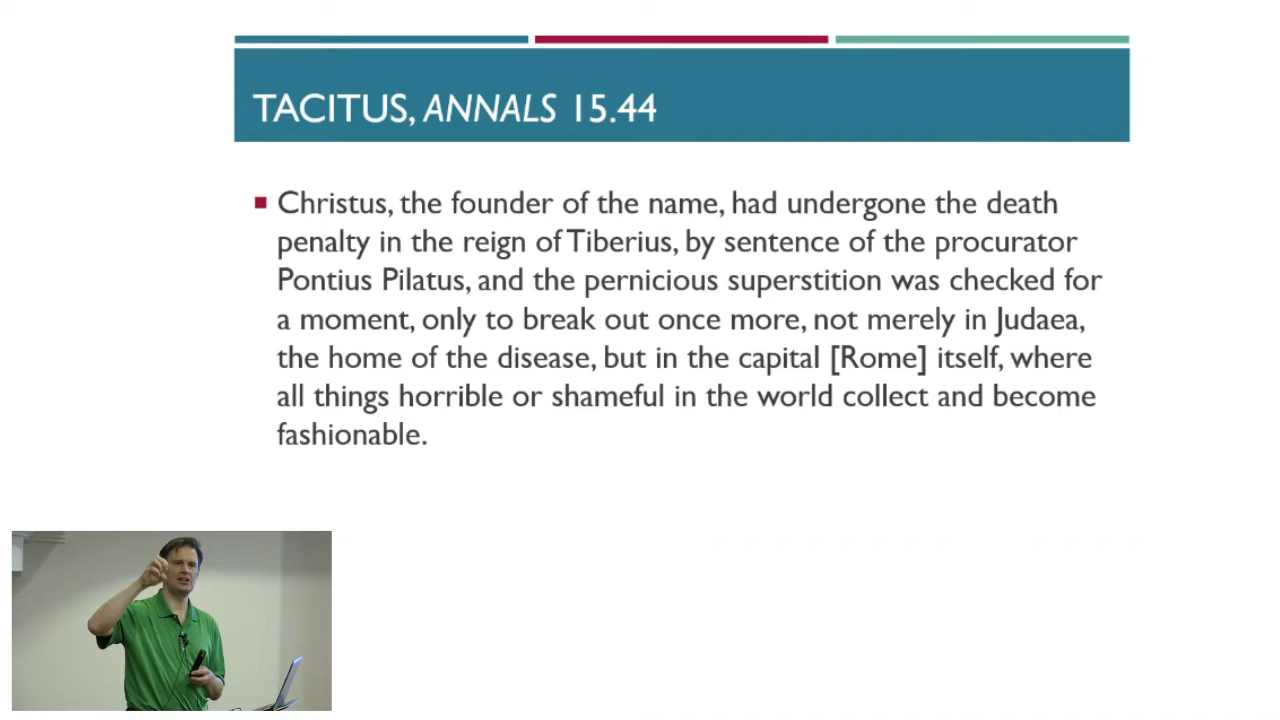 TACITUS, ANNALS 15.44
Christus, the founder of the name, had undergone the death
penalty in the reign of Tiberius, by sentence of the procurator
Pontius Pilatus, and the pernicious superstition was checked for
a moment, only to break out once more, not merely in Judaea,
the home of the disease, but in the capital [Rome] itself, where
all things horrible or shameful in the world collect and become
fashionable.